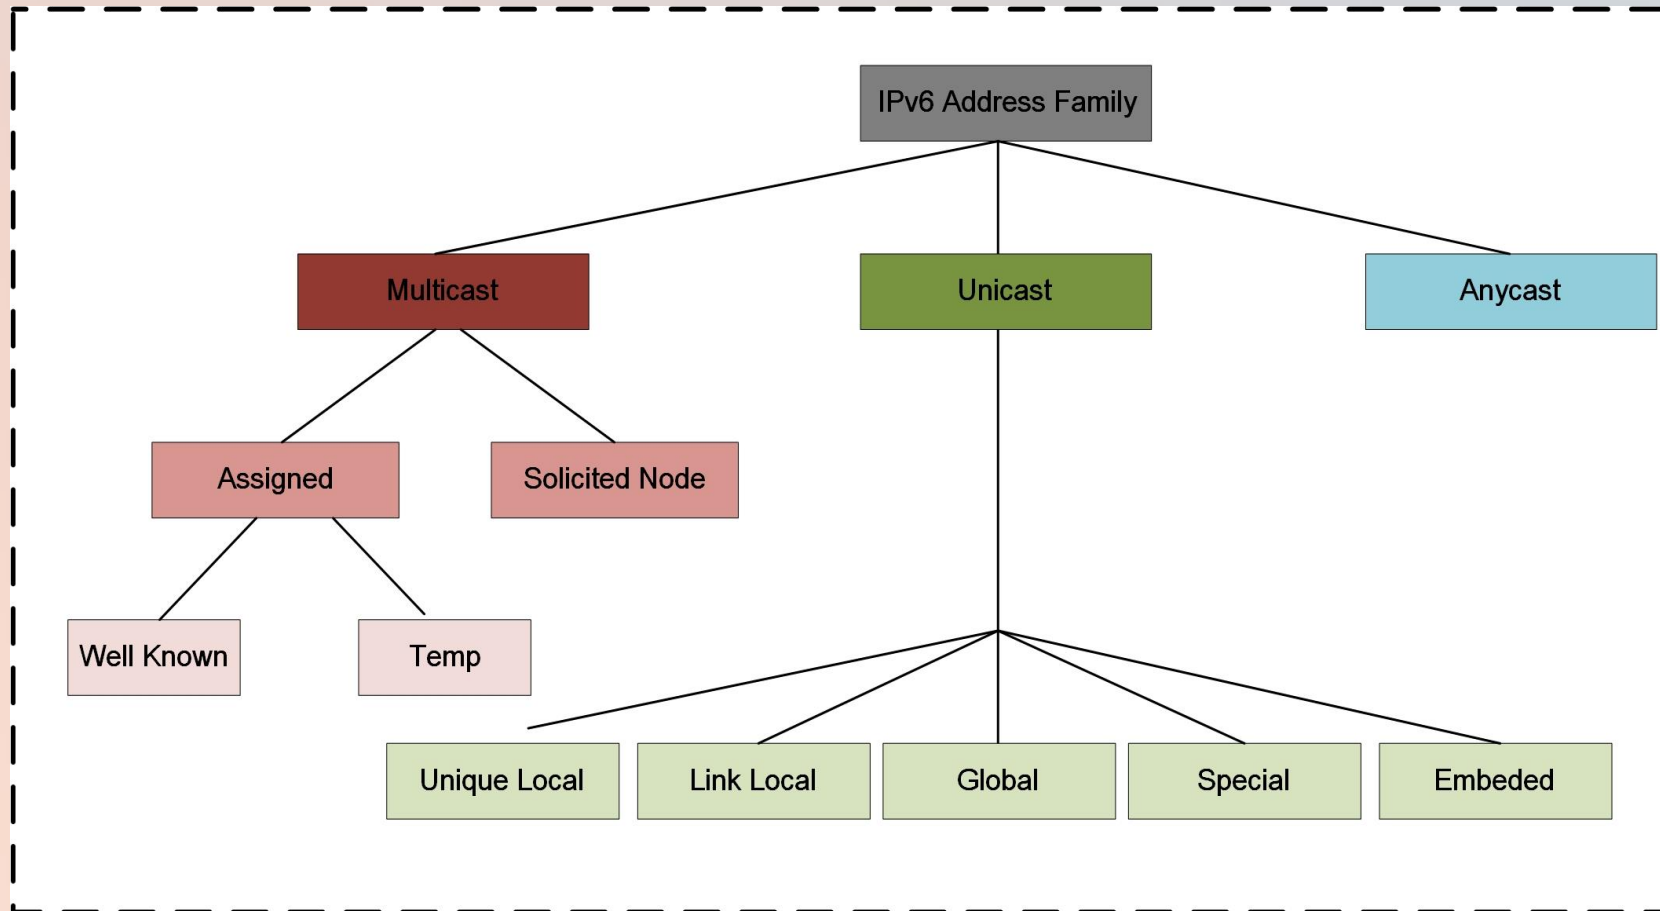 IPv6 Address Family
Multicast
Unicast
Anycast
Assigned
Solicited Node
Well Known
Temp
Unique Local
Link Local
Global
Special
Embeded